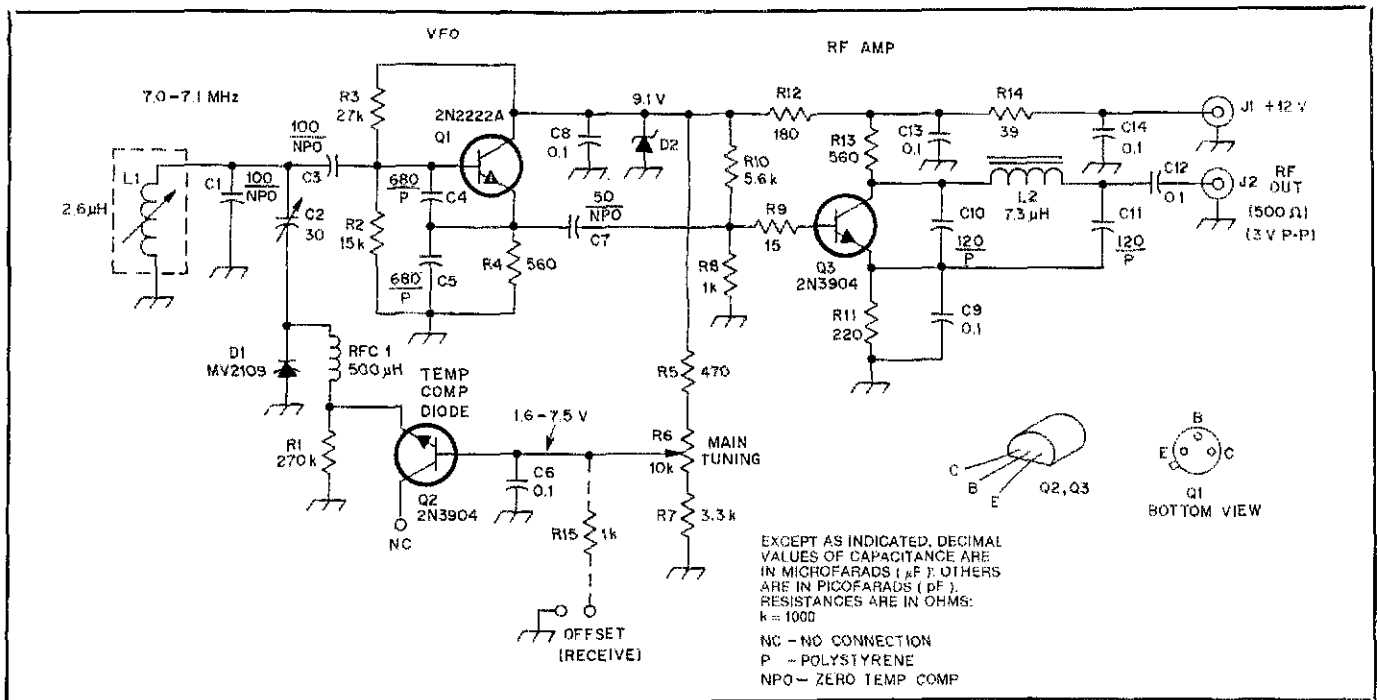 VFO
RF AMP
7.0-7.1 MHz
L1
2.6μH
C1
100
NPO
C2
30
100
NPO
C3
R3
27k
2N2222A
Q1
680
P
C4
R2
15k
680
P
C5
R4
560
50
NPO
C7
C8
0.1
9.1 V
D2
R12
180
R10
5.6k
R9
15
R8
1k
R13
560
C13
0.1
R14
39
C14
0.1
J1 +12 V
L2
7.3 μH
C12
0.1
J2
RF
OUT
(500 Ω)
(3 V P-P)
C10
120
P
C11
120
P
Q3
2N3904
R11
220
C9
0.1
D1
MV2109
RFC 1
500μH
TEMP
COMP
DIODE
R1
270k
Q2
2N3904
NC
1.6-7.5 V
C6
0.1
R15
1k
OFFSET
(RECEIVE)
R5
470
R6
10k
MAIN
TUNING
R7
3.3k
C
B
E
Q2,Q3
B
E
C
Q1
BOTTOM VIEW
EXCEPT AS INDICATED, DECIMAL
VALUES OF CAPACITANCE ARE
IN MICROFARADS ( μF ); OTHERS
ARE IN PICOFARADS ( pF ).
RESISTANCES ARE IN OHMS:
k = 1000
NC - NO CONNECTION
P - POLYSTYRENE
NPO - ZERO TEMP COMP